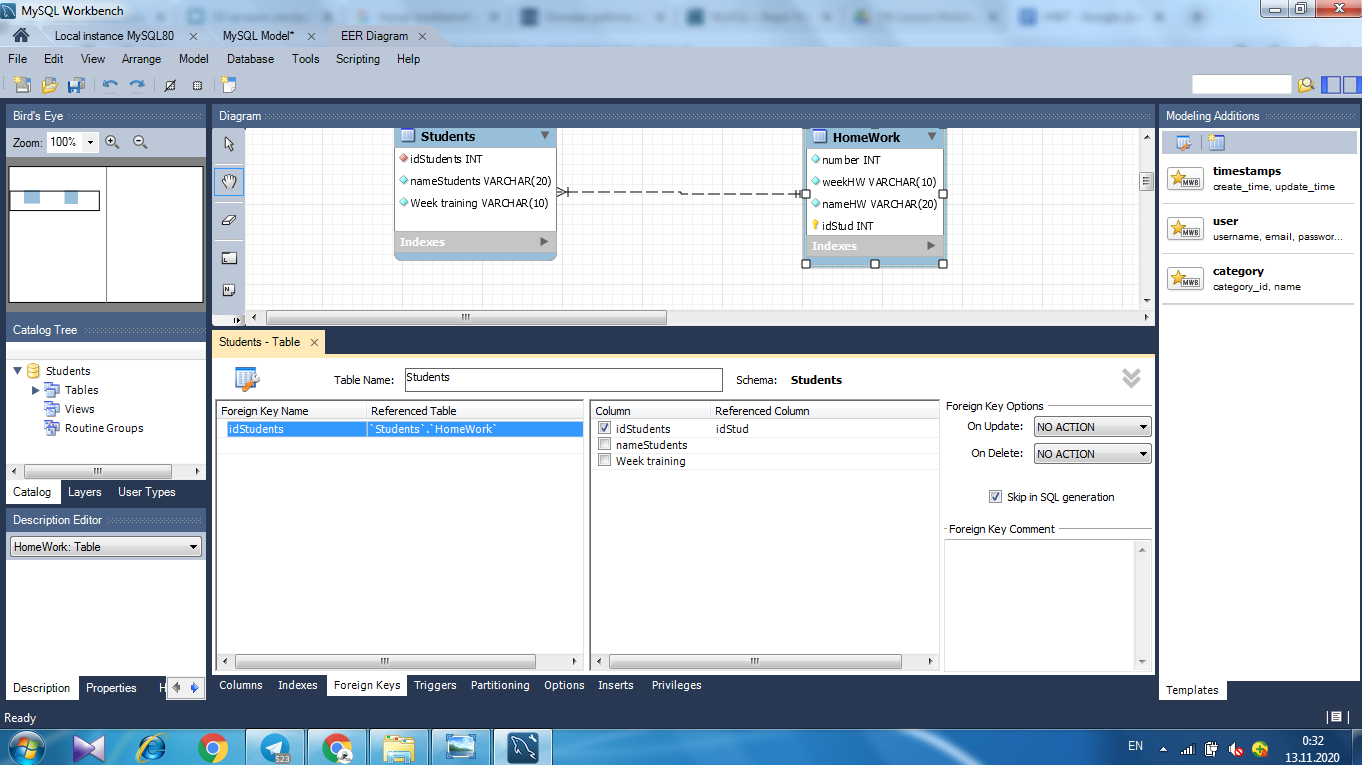 MySQL Workbench
Local instance MySQL80
MySQL Model*
EER Diagram
File Edit View Arrange Model Database Tools Scripting Help
Bird's Eye
Zoom: 100%
Diagram
Students
idStudents INT
nameStudents VARCHAR(20)
Week training VARCHAR(10)
Indexes
HomeWork
number INT
weekHW VARCHAR(10)
nameHW VARCHAR(20)
idStud INT
Indexes
Modeling Additions
MWB
timestamps
create_time, update_time
MWB
user
username, email, passwor...
MWB
category
category_id, name
Templates
Catalog Tree
Students
Tables
Views
Routine Groups
Catalog Layers User Types
Description Editor
HomeWork: Table
Description Properties H
Students - Table
Table Name: Students
Schema: Students
Foreign Key Name Referenced Table
idStudents `Students`.`HomeWork`
Column Referenced Column
idStudents idStud
nameStudents
Week training
Foreign Key Options
On Update: NO ACTION
On Delete: NO ACTION
Skip in SQL generation
Foreign Key Comment
Columns Indexes Foreign Keys Triggers Partitioning Options Inserts Privileges
Ready
523
EN
0:32
13.11.2020